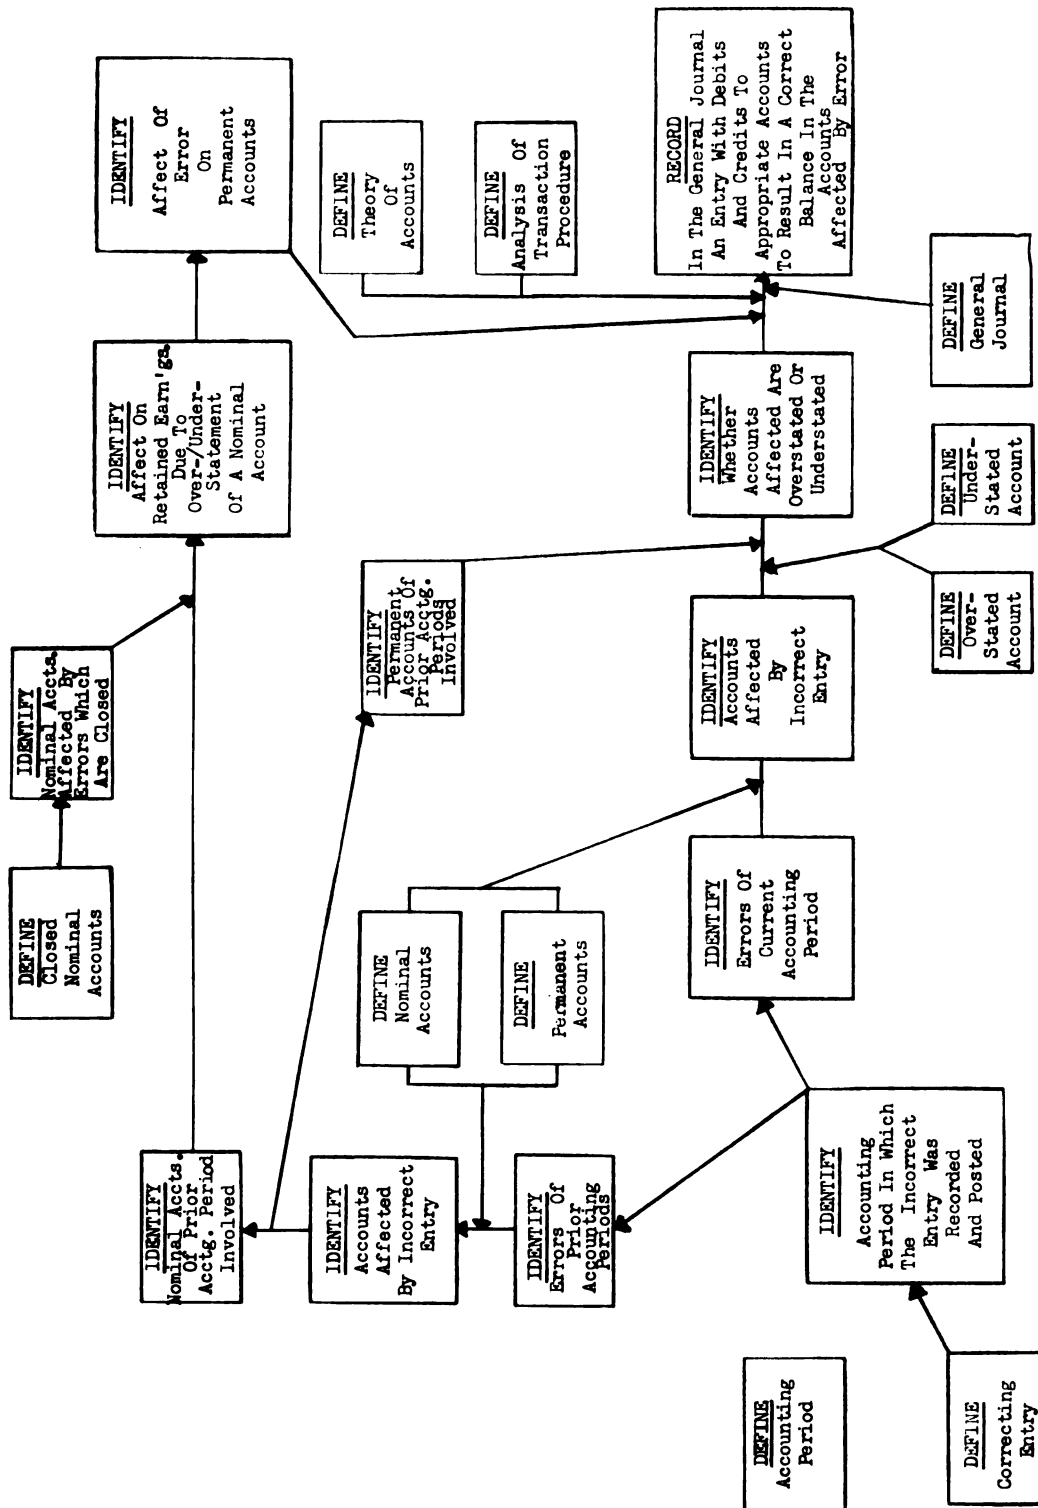 DEFINE
Closed
Nominal
Accounts
IDENTIFY
Nominal Accts.
Affected By
Errors Which
Are Closed
IDENTIFY
Nominal Accts.
Of Prior
Acctg. Period
Involved
IDENTIFY
Affect On
Retained Earn'gs.
Due To
Over-/Under-
Statement
Of A Nominal
Account
IDENTIFY
Affect Of
Error
On
Permanent
Accounts
IDENTIFY
Accounts
Affected
By Incorrect
Entry
DEFINE
Nominal
Accounts
IDENTIFY
Permanent
Accounts Of
Prior Acctg.
Periods
Involved
DEFINE
Theory
Of
Accounts
IDENTIFY
Errors Of
Prior
Accounting
Periods
DEFINE
Permanent
Accounts
DEFINE
Analysis Of
Transaction
Procedure
IDENTIFY
Errors Of
Current
Accounting
Period
IDENTIFY
Accounts
Affected
By
Incorrect
Entry
IDENTIFY
Whether
Accounts
Affected Are
Overstated Or
Understated
RECORD
In The General Journal
An Entry With Debits
And Credits To
Appropriate Accounts
To Result In A Correct
Balance In The
Accounts
Affected By Error
DEFINE
Accounting
Period
IDENTIFY
Accounting
Period In Which
The Incorrect
Entry Was
Recorded
And Posted
DEFINE
Correcting
Entry
DEFINE
Over-
Stated
Account
DEFINE
Under-
Stated
Account
DEFINE
General
Journal